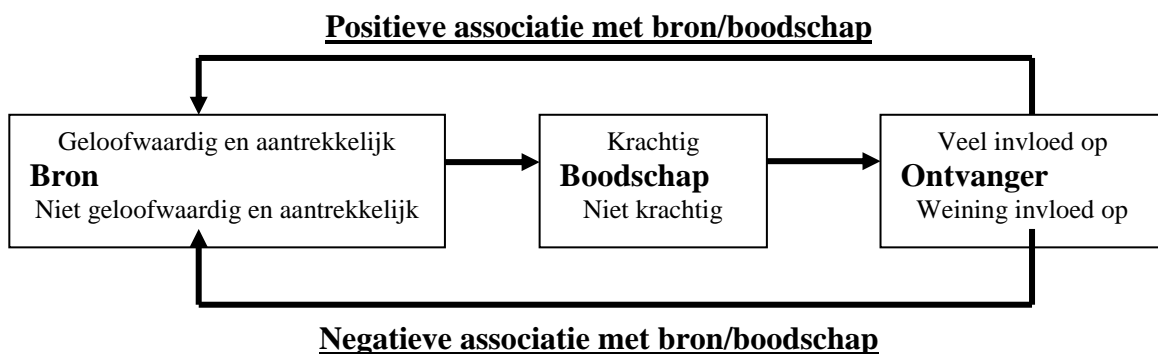 Positieve associatie met bron/boodschap
Geloofwaardig en aantrekkelijk
Bron
Niet geloofwaardig en aantrekkelijk
Krachtig
Boodschap
Niet krachtig
Veel invloed op
Ontvanger
Weining invloed op
Negatieve associatie met bron/boodschap